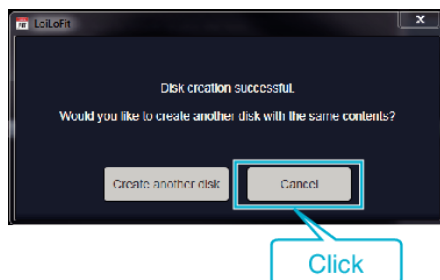 LoiLoFit
Disk creation successful.
Would you like to create another disk with the same contents?
Create another disk
Cancel
Click